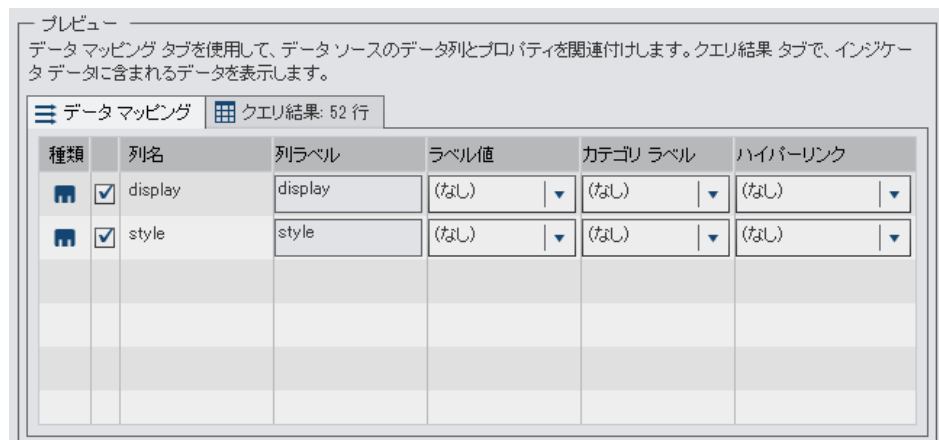 プレビュー
データ マッピング タブを使用して、データ ソースのデータ列とプロパティを関連付けします。クエリ結果 タブで、インジケー
タ データに含まれるデータを表示します。
データ マッピング クエリ結果: 52 行
種類 列名 列ラベル ラベル値 カテゴリ ラベル ハイパーリンク
display display (なし) (なし) (なし)
style style (なし) (なし) (なし)